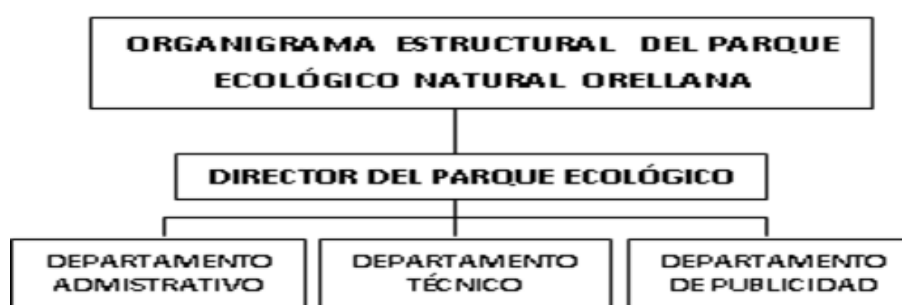 ORGANIGRAMA ESTRUCTURAL DEL PARQUE
ECOLÓGICO NATURAL ORELLANA
DIRECTOR DEL PARQUE ECOLÓGICO
DEPARTAMENTO
ADMISTRATIVO
DEPARTAMENTO
TÉCNICO
DEPARTAMENTO
DE PUBLICIDAD